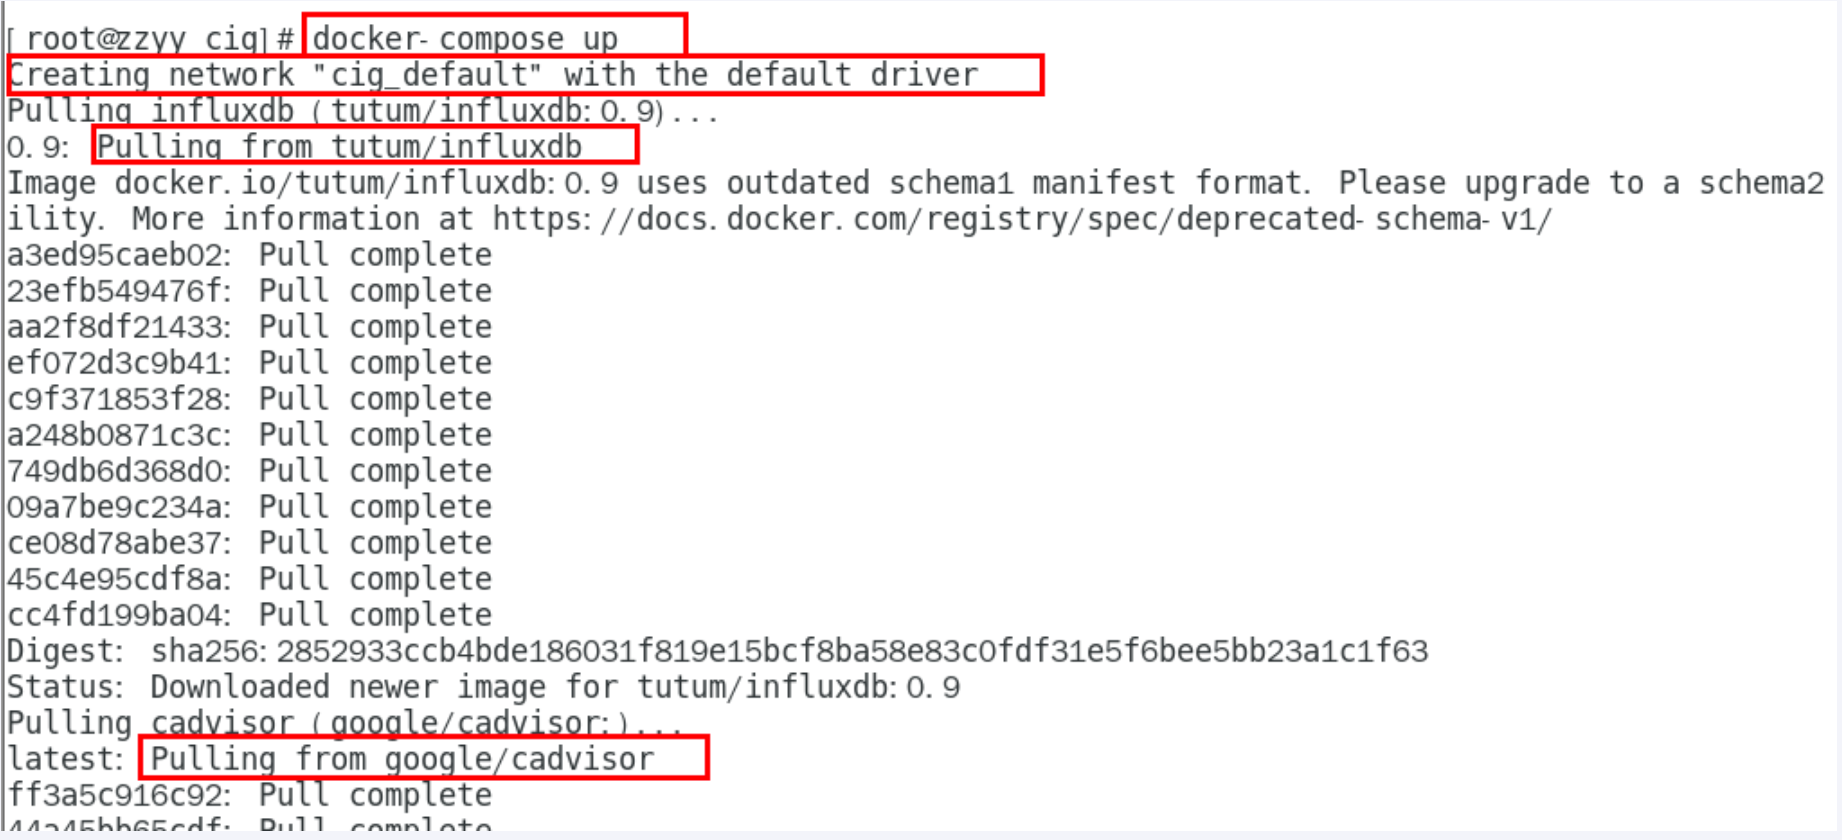 [root@zzyy cig]# docker-compose up
Creating network "cig_default" with the default driver
Pulling influxdb (tutum/influxdb:0.9)...
0.9: Pulling from tutum/influxdb
Image docker.io/tutum/influxdb:0.9 uses outdated schema1 manifest format. Please upgrade to a schema2
ility. More information at https://docs.docker.com/registry/spec/deprecated-schema-v1/
a3ed95caeb02: Pull complete
23efb549476f: Pull complete
aa2f8df21433: Pull complete
ef072d3c9b41: Pull complete
c9f371853f28: Pull complete
a248b0871c3c: Pull complete
749db6d368d0: Pull complete
09a7be9c234a: Pull complete
ce08d78abe37: Pull complete
45c4e95cdf8a: Pull complete
cc4fd199ba04: Pull complete
Digest: sha256:2852933ccb4bde186031f819e15bcf8ba58e83c0fdf31e5f6bee5bb23a1c1f63
Status: Downloaded newer image for tutum/influxdb:0.9
Pulling cadvisor (google/cadvisor:)...
latest: Pulling from google/cadvisor
ff3a5c916c92: Pull complete
44a45bb65cdf: Pull complete